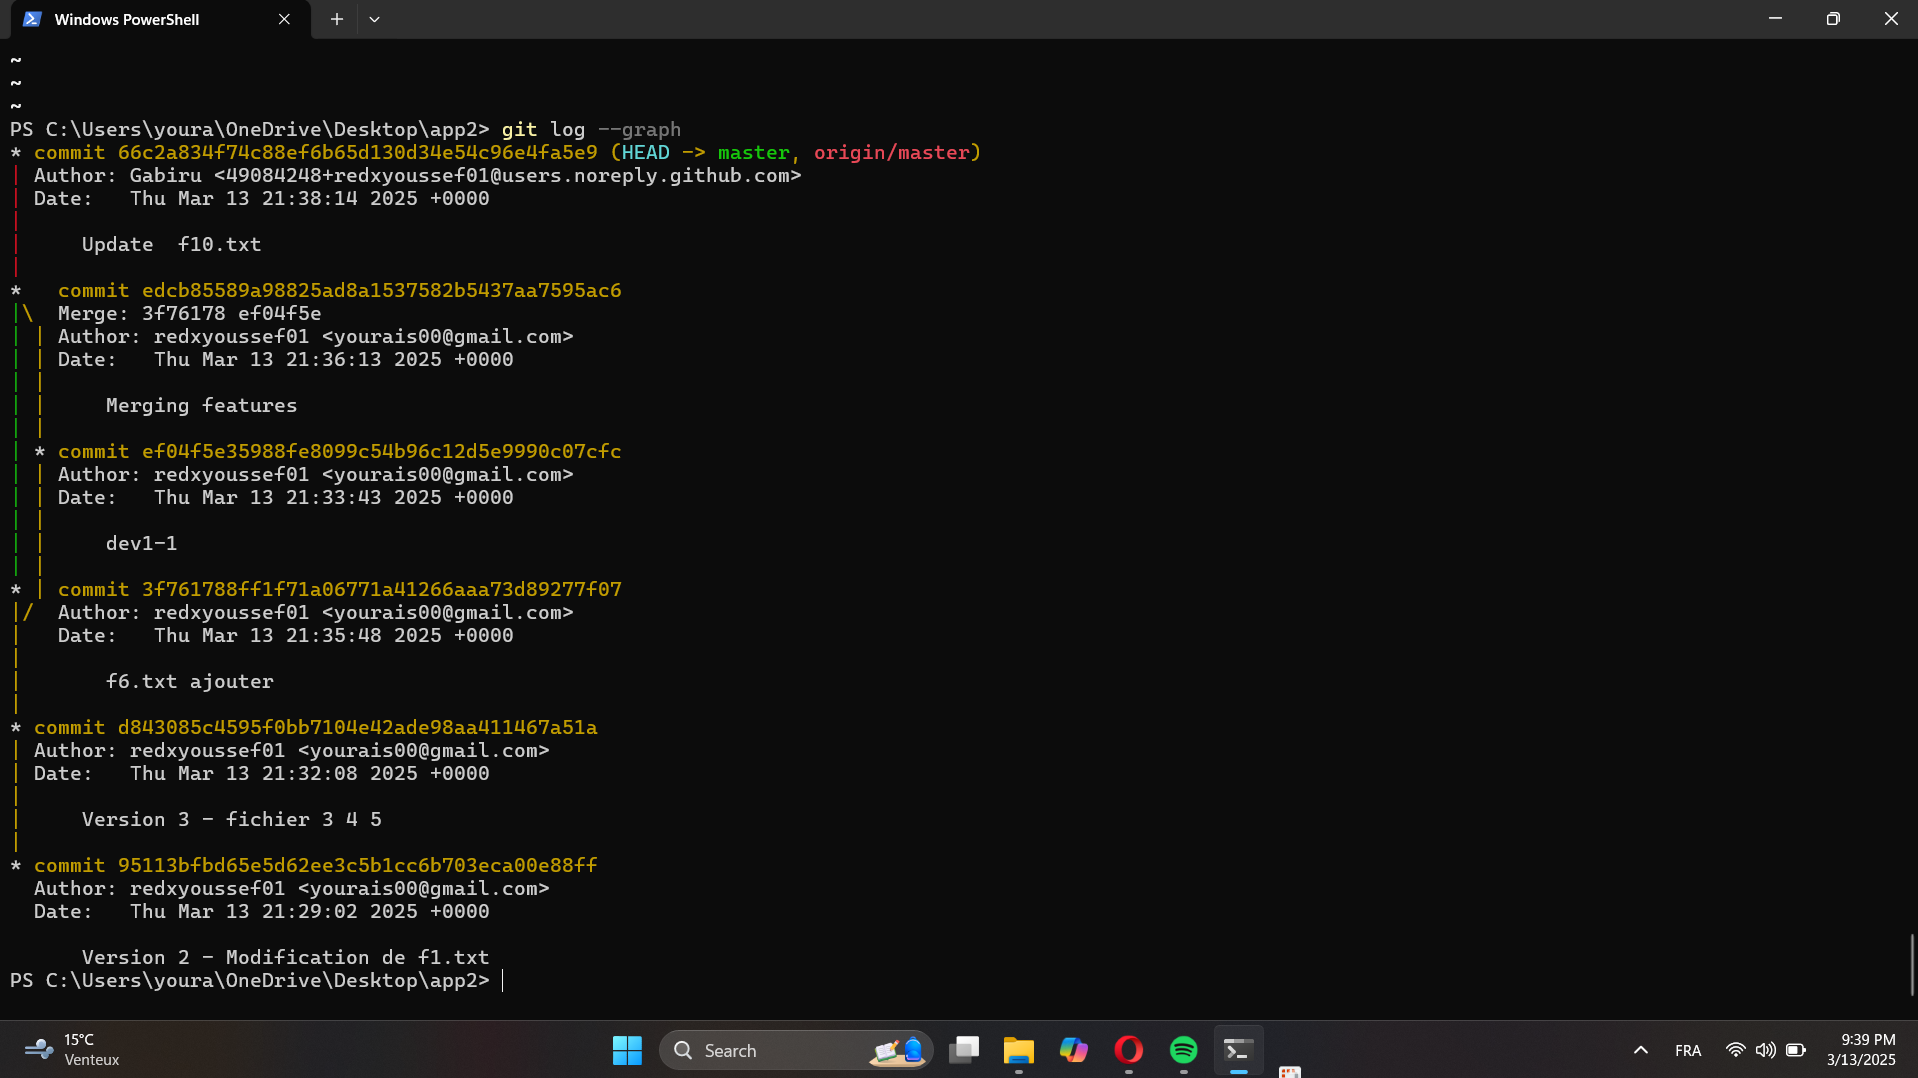 Windows PowerShell
~
~
~
PS C:\Users\youra\OneDrive\Desktop\app2> git log --graph
* commit 66c2a834f74c88ef6b65d130d34e54c96e4fa5e9 (HEAD -> master, origin/master)
| Author: Gabiru <49084248+redxyoussef01@users.noreply.github.com>
| Date:   Thu Mar 13 21:38:14 2025 +0000
|
|     Update  f10.txt
|
*   commit edcb85589a98825ad8a1537582b5437aa7595ac6
|\  Merge: 3f76178 ef04f5e
| | Author: redxyoussef01 <yourais00@gmail.com>
| | Date:   Thu Mar 13 21:36:13 2025 +0000
| |
| |     Merging features
| |
| * commit ef04f5e35988fe8099c54b96c12d5e9990c07cfc
| | Author: redxyoussef01 <yourais00@gmail.com>
| | Date:   Thu Mar 13 21:33:43 2025 +0000
| |
| |     dev1-1
| |
* | commit 3f761788ff1f71a06771a41266aaa73d89277f07
|/  Author: redxyoussef01 <yourais00@gmail.com>
|   Date:   Thu Mar 13 21:35:48 2025 +0000
|
|       f6.txt ajouter
|
* commit d843085c4595f0bb7104e42ade98aa411467a51a
| Author: redxyoussef01 <yourais00@gmail.com>
| Date:   Thu Mar 13 21:32:08 2025 +0000
|
|     Version 3 - fichier 3 4 5
|
* commit 95113bfbd65e5d62ee3c5b1cc6b703eca00e88ff
  Author: redxyoussef01 <yourais00@gmail.com>
  Date:   Thu Mar 13 21:29:02 2025 +0000

      Version 2 - Modification de f1.txt
PS C:\Users\youra\OneDrive\Desktop\app2>
15°C
Venteux
Search
FRA
9:39 PM
3/13/2025